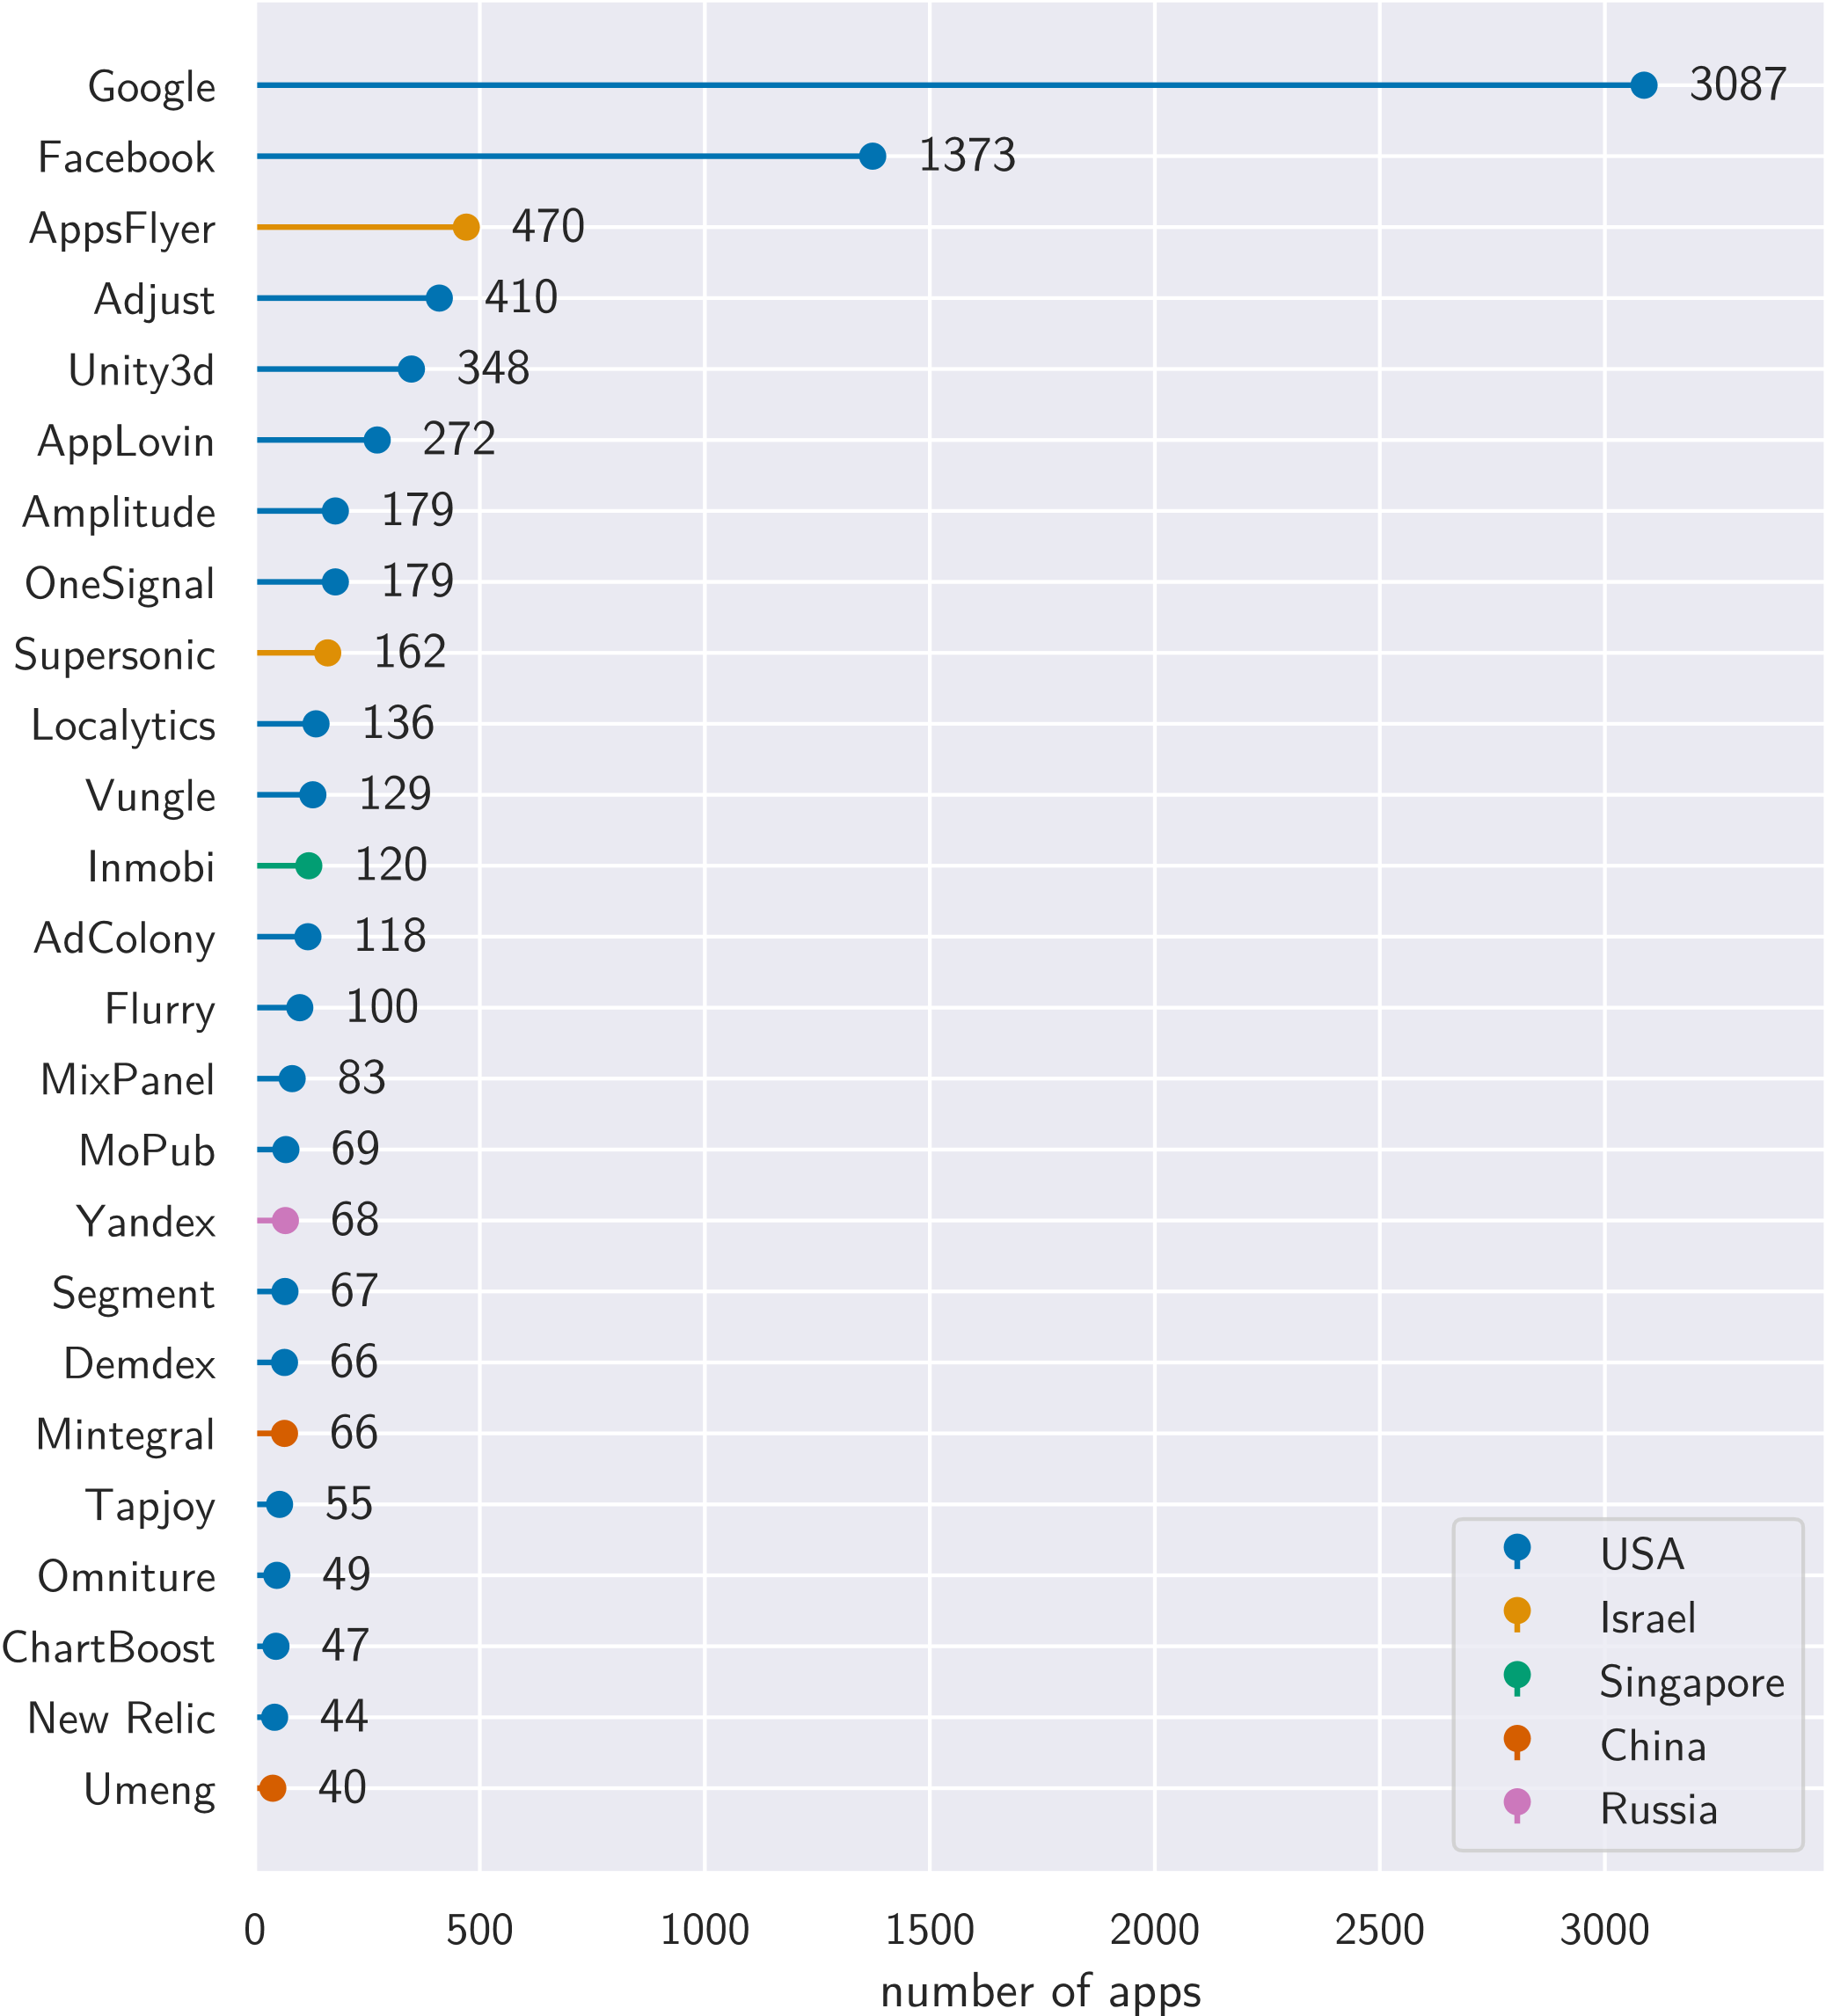 Google 3087
Facebook 1373
AppsFlyer 470
Adjust 410
Unity3d 348
AppLovin 272
Amplitude 179
OneSignal 179
Supersonic 162
Localytics 136
Vungle 129
Inmobi 120
AdColony 118
Flurry 100
MixPanel 83
MoPub 69
Yandex 68
Segment 67
Demdex 66
Mintegral 66
Tapjoy 55
Omniture 49
ChartBoost 47
New Relic 44
Umeng 40
USA
Israel
Singapore
China
Russia
0 500 1000 1500 2000 2500 3000
number of apps